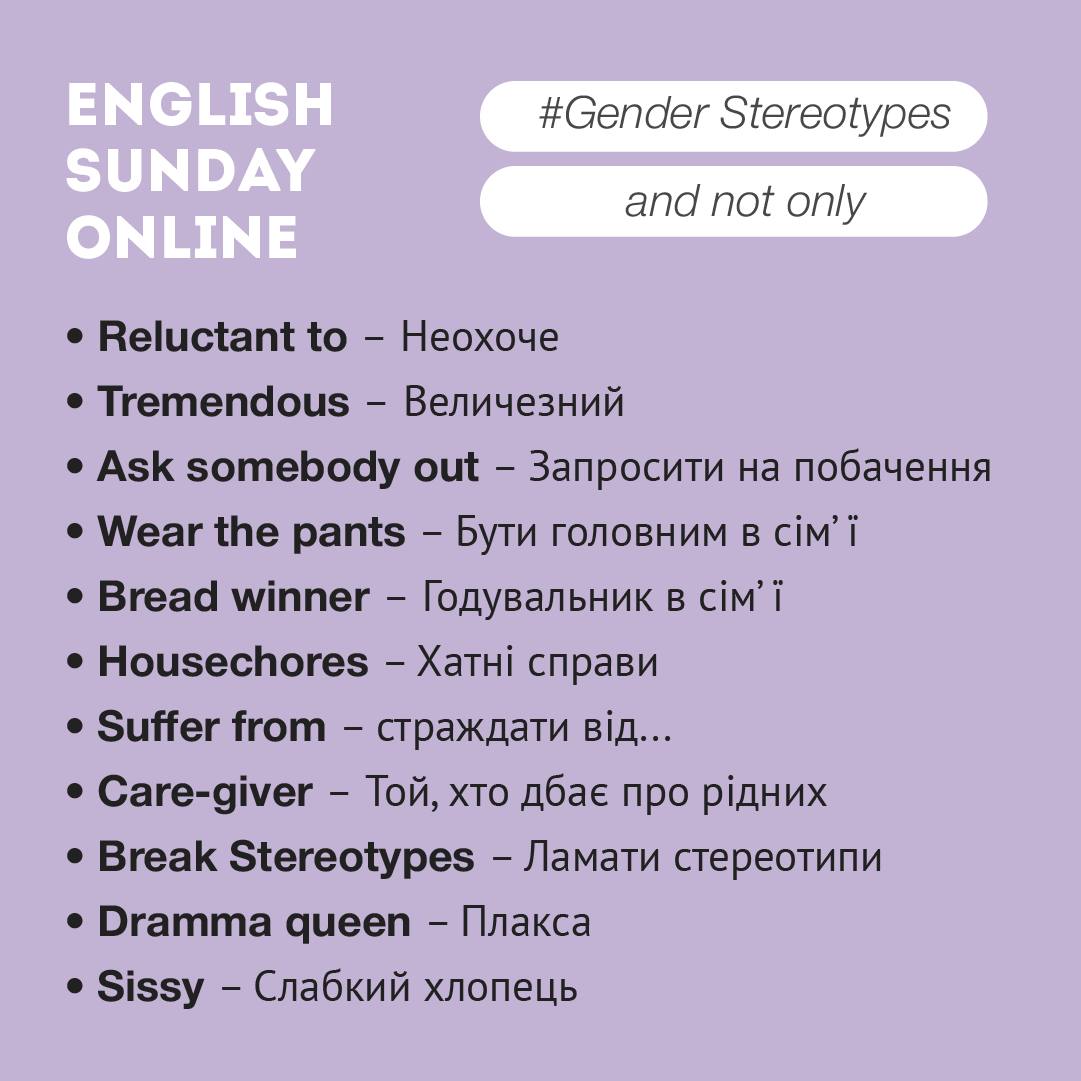 ENGLISH
SUNDAY
ONLINE
#Gender Stereotypes
and not only
• Reluctant to – Неохоче
• Tremendous – Величезний
• Ask somebody out – Запросити на побачення
• Wear the pants – Бути головним в сім’ї
• Bread winner – Годувальник в сім’ї
• Housechores – Хатні справи
• Suffer from – страждати від...
• Care-giver – Той, хто дбає про рідних
• Break Stereotypes – Ламати стереотипи
• Dramma queen – Плакса
• Sissy – Слабкий хлопець